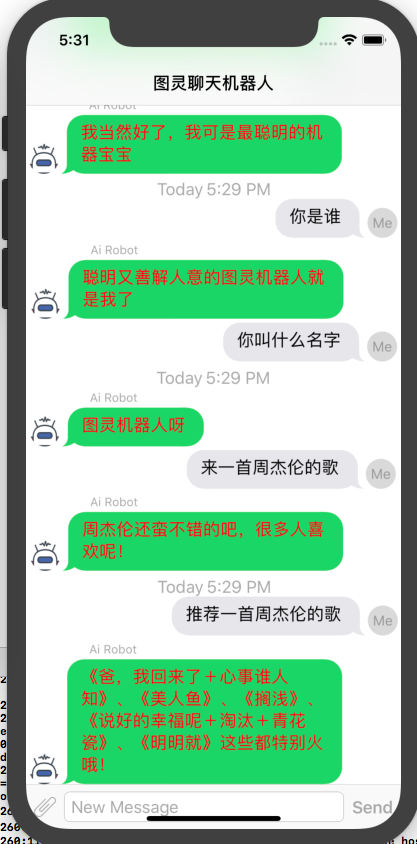 5:31
图灵聊天机器人
Ai Robot
我当然好了，我可是最聪明的机
器宝宝
Today 5:29 PM
你是谁
Me
Ai Robot
聪明又善解人意的图灵机器人就
是我了
你叫什么名字
Me
Today 5:29 PM
Ai Robot
图灵机器人呀
来一首周杰伦的歌
Me
Ai Robot
周杰伦还蛮不错的吧，很多人喜
欢呢！
Today 5:29 PM
推荐一首周杰伦的歌
Me
Ai Robot
《爸，我回来了＋心事谁人
知》、《美人鱼》、《搁浅》、
《说好的幸福呢＋淘汰＋青花
瓷》、《明明就》这些都特别火
哦！
New Message
Send